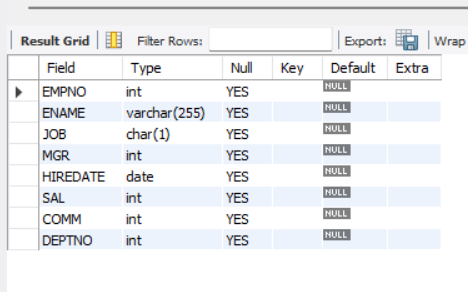 Result Grid Filter Rows: Export: Wrap
Field Type Null Key Default Extra
EMPNO int YES NULL
ENAME varchar(255) YES NULL
JOB char(1) YES NULL
MGR int YES NULL
HIREDATE date YES NULL
SAL int YES NULL
COMM int YES NULL
DEPTNO int YES NULL